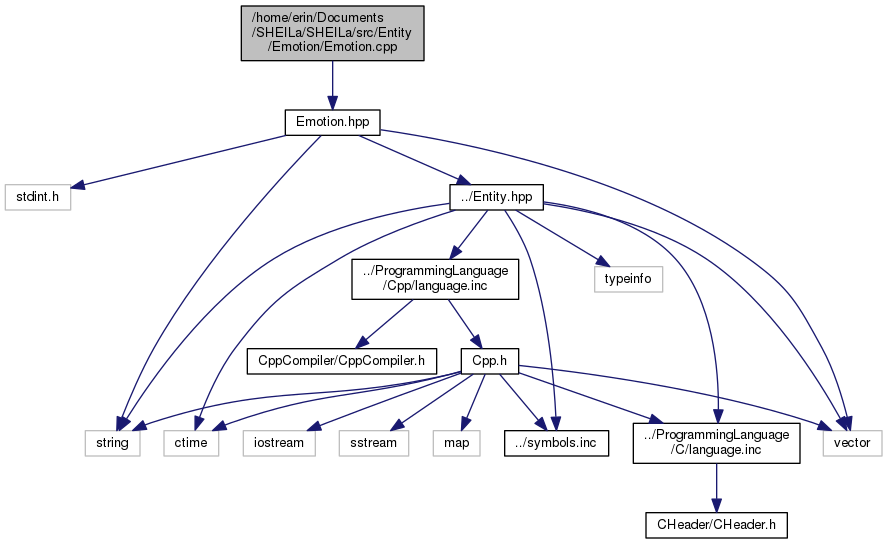 /home/erin/Documents
/SHEILa/SHEILa/src/Entity
/Emotion/Emotion.cpp
Emotion.hpp
stdint.h
../Entity.hpp
../ProgrammingLanguage
/Cpp/language.inc
typeinfo
CppCompiler/CppCompiler.h
Cpp.h
string
ctime
iostream
sstream
map
../symbols.inc
../ProgrammingLanguage
/C/language.inc
vector
CHeader/CHeader.h